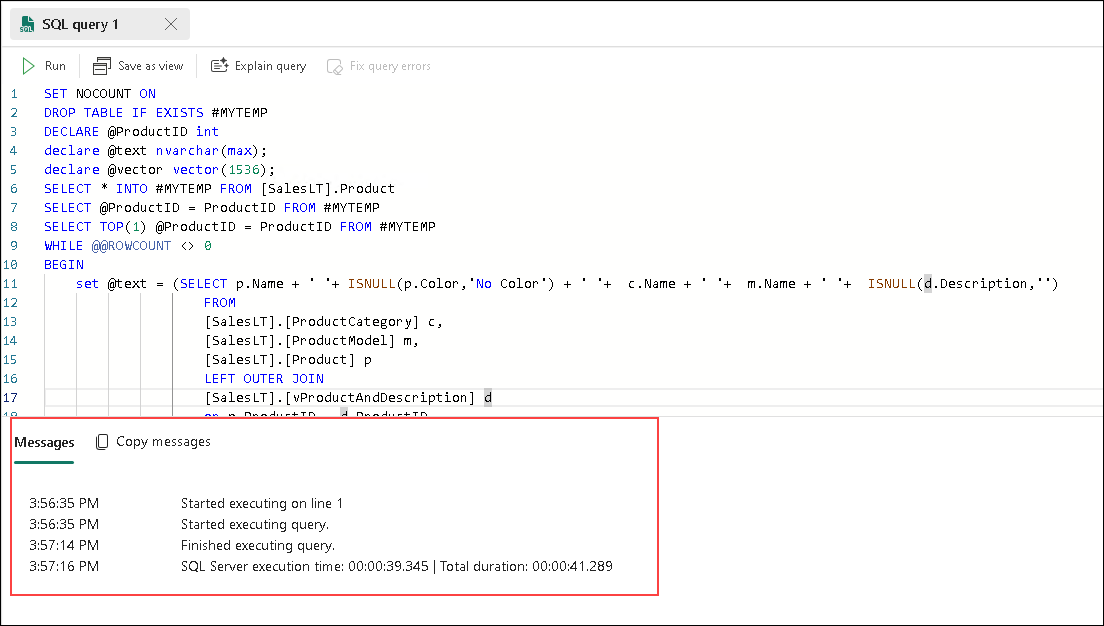 SQL query 1
Run Save as view Explain query Fix query errors
1 SET NOCOUNT ON
2 DROP TABLE IF EXISTS #MYTEMP
3 DECLARE @ProductID int
4 declare @text nvarchar(max);
5 declare @vector vector(1536);
6 SELECT * INTO #MYTEMP FROM [SalesLT].Product
7 SELECT @ProductID = ProductID FROM #MYTEMP
8 SELECT TOP(1) @ProductID = ProductID FROM #MYTEMP
9 WHILE @@ROWCOUNT <> 0
10 BEGIN
11 set @text = (SELECT p.Name + ' '+ ISNULL(p.Color,'No Color') + ' '+ c.Name + ' '+ m.Name + ' '+ ISNULL(d.Description,'')
12 FROM
13 [SalesLT].[ProductCategory] c,
14 [SalesLT].[ProductModel] m,
15 [SalesLT].[Product] p
16 LEFT OUTER JOIN
17 [SalesLT].[vProductAndDescription] d
18 on p.ProductID d.ProductID
Messages Copy messages
3:56:35 PM Started executing on line 1
3:56:35 PM Started executing query.
3:57:14 PM Finished executing query.
3:57:16 PM SQL Server execution time: 00:00:39.345 | Total duration: 00:00:41.289